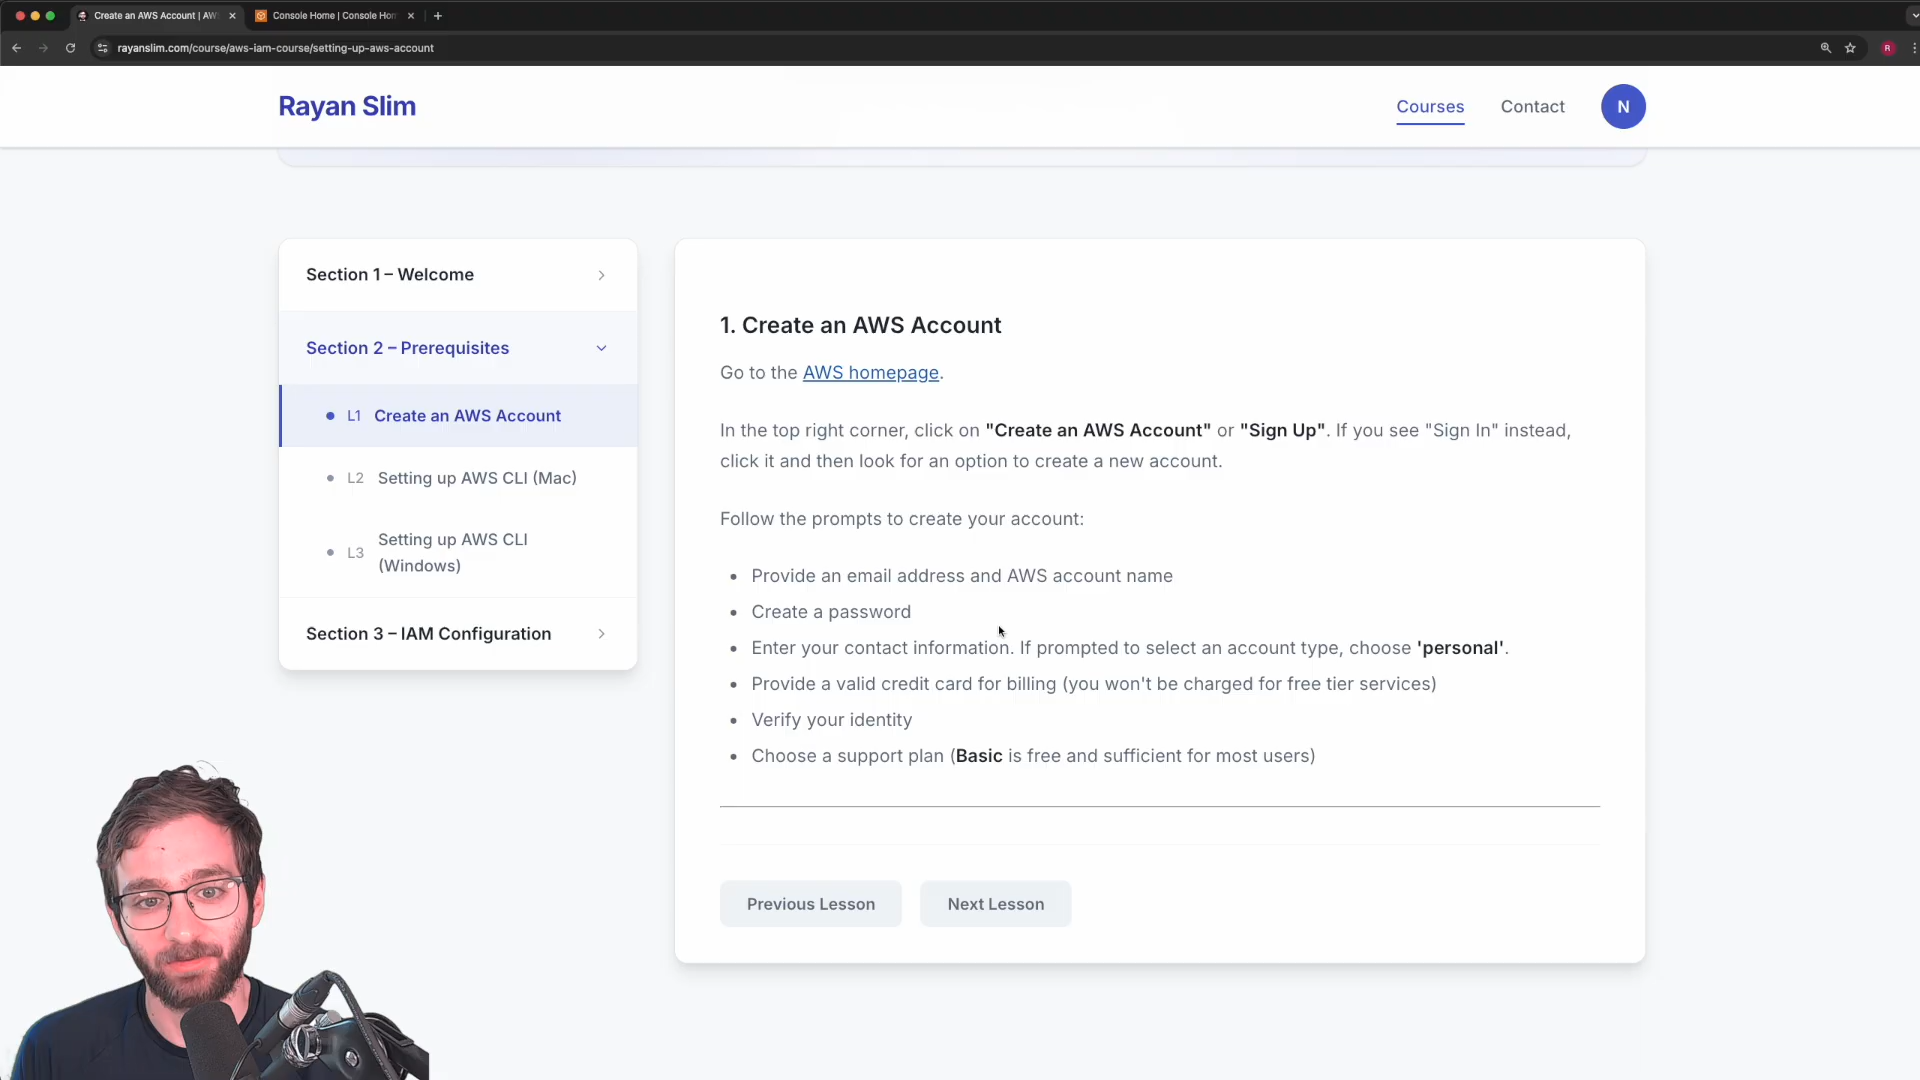 Create an AWS Account | AW
Console Home | Console Hom
rayanslim.com/course/aws-iam-course/setting-up-aws-account
R
Rayan Slim
Courses
Contact
N
Section 1 – Welcome
Section 2 – Prerequisites
L1 Create an AWS Account
L2 Setting up AWS CLI (Mac)
L3 Setting up AWS CLI
(Windows)
Section 3 – IAM Configuration
1. Create an AWS Account
Go to the AWS homepage.
In the top right corner, click on "Create an AWS Account" or "Sign Up". If you see "Sign In" instead,
click it and then look for an option to create a new account.
Follow the prompts to create your account:
• Provide an email address and AWS account name
• Create a password
• Enter your contact information. If prompted to select an account type, choose 'personal'.
• Provide a valid credit card for billing (you won't be charged for free tier services)
• Verify your identity
• Choose a support plan (Basic is free and sufficient for most users)
Previous Lesson
Next Lesson